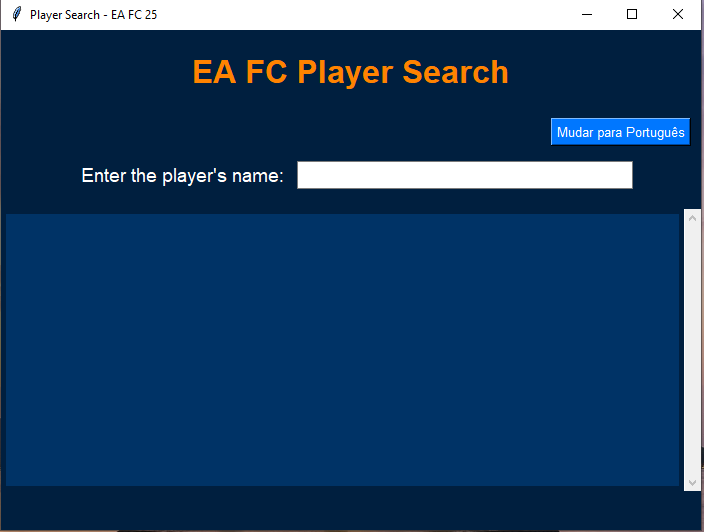 Player Search - EA FC 25
EA FC Player Search
Mudar para Português
Enter the player's name: